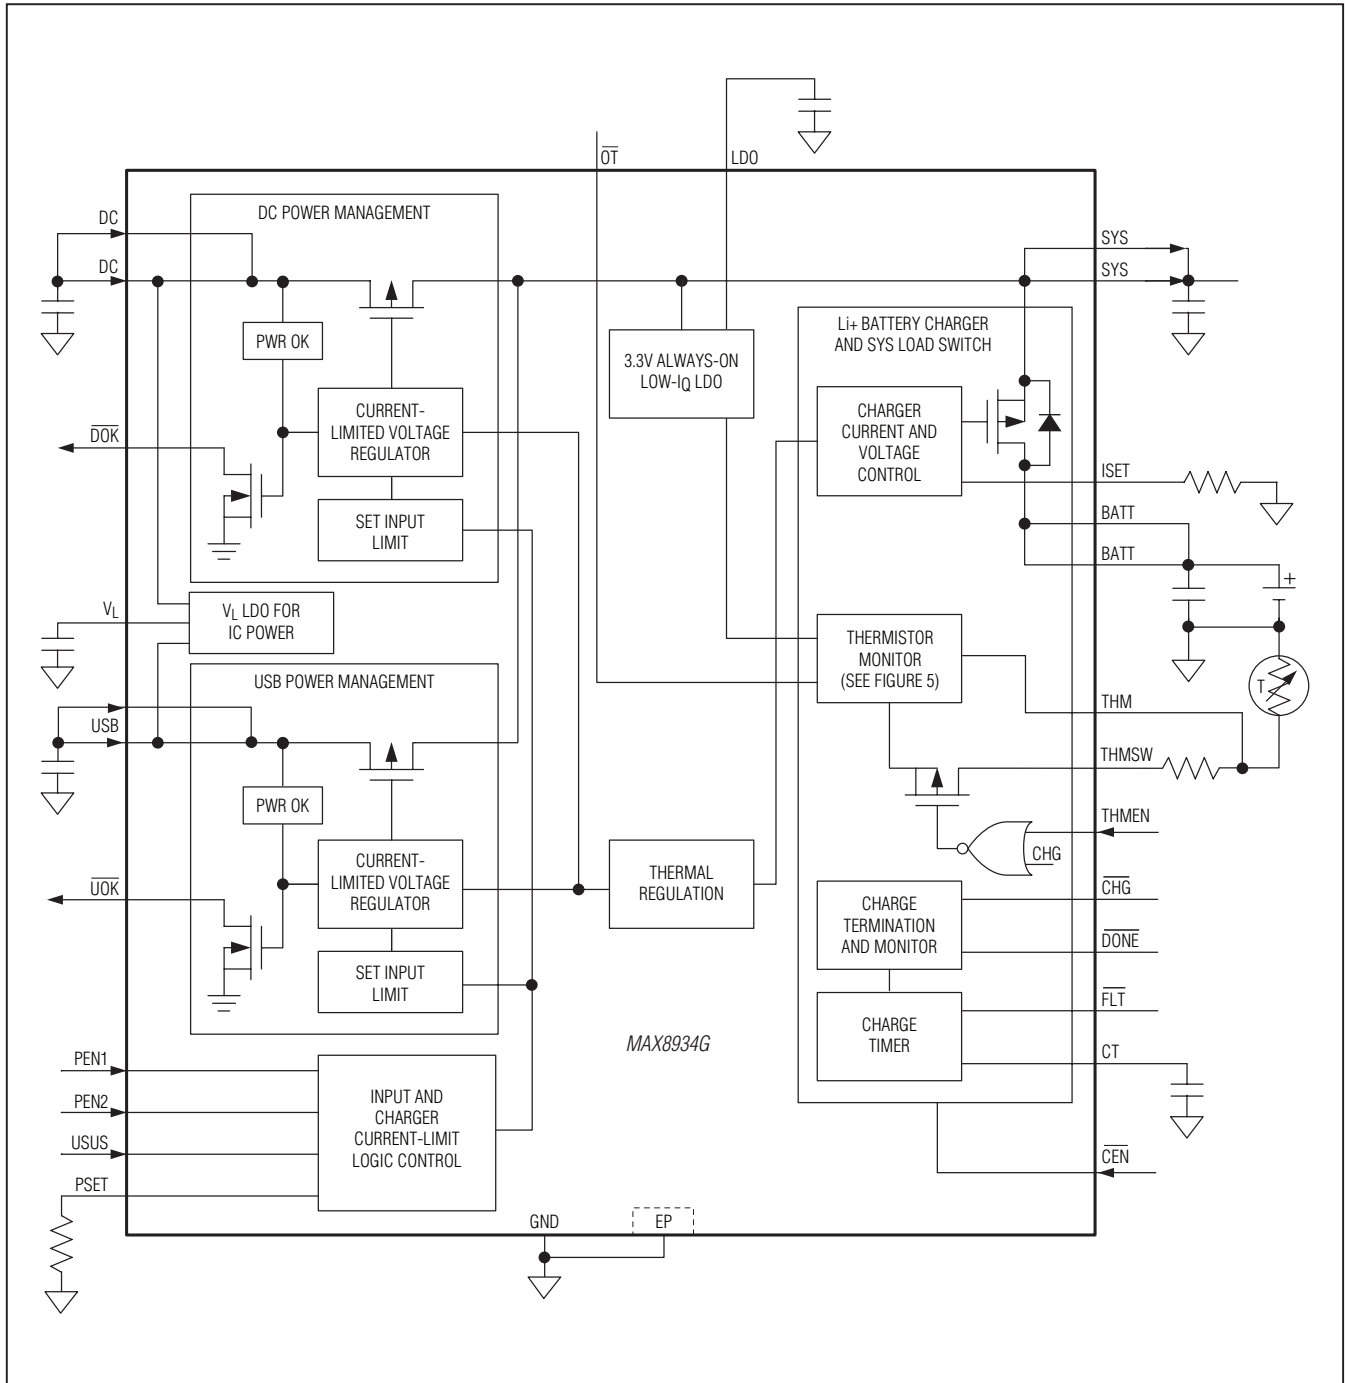 OT
LDO
DC POWER MANAGEMENT
DC
DC
PWR OK
CURRENT-
LIMITED VOLTAGE
REGULATOR
DOK
SET INPUT
LIMIT
VL
VL LDO FOR
IC POWER
USB POWER MANAGEMENT
USB
PWR OK
CURRENT-
LIMITED VOLTAGE
REGULATOR
UOK
SET INPUT
LIMIT
PEN1
PEN2
USUS
PSET
INPUT AND
CHARGER
CURRENT-LIMIT
LOGIC CONTROL
3.3V ALWAYS-ON
LOW-IQ LDO
THERMAL
REGULATION
MAX8934G
GND
EP
Li+ BATTERY CHARGER
AND SYS LOAD SWITCH
CHARGER
CURRENT AND
VOLTAGE
CONTROL
THERMISTOR
MONITOR
(SEE FIGURE 5)
CHG
CHARGE
TERMINATION
AND MONITOR
CHARGE
TIMER
SYS
SYS
ISET
BATT
BATT
+
T
THM
THMSW
THMEN
CHG
DONE
FLT
CT
CEN